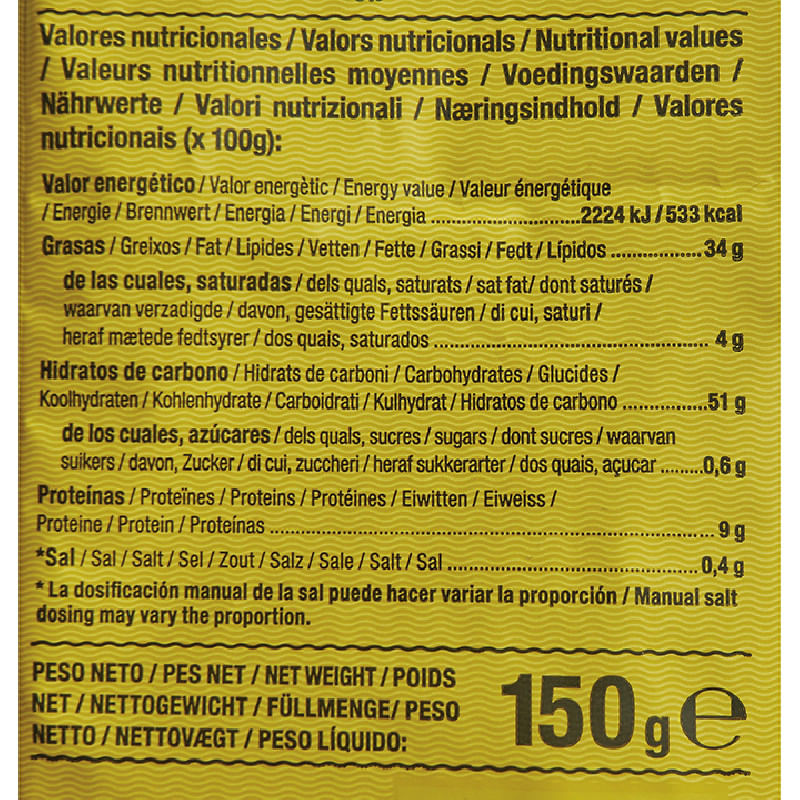 Valores nutricionales / Valors nutricionals / Nutritional values
/ Valeurs nutritionnelles moyennes / Voedingswaarden /
Nährwerte / Valori nutrizionali / Næringsindhold / Valores
nutricionais (x 100g):
Valor energético / Valor energètic / Energy value / Valeur énergétique
/ Energie / Brennwert / Energia / Energi / Energia ........................ 2224 kJ / 533 kcal
Grasas / Greixos / Fat / Lipides / Vetten / Fette / Grassi / Fedt / Lípidos ............... 34 g
de las cuales, saturadas / dels quals, saturats / sat fat/ dont saturés /
waarvan verzadigde / davon, gesättigte Fettssäuren / di cui, saturi /
heraf mætede fedtsyrer / dos quais, saturados ............................................. 4 g
Hidratos de carbono / Hidrats de carboni / Carbohydrates / Glucides /
Koolhydraten / Kohlenhydrate / Carboidrati / Kulhydrat / Hidratos de carbono .............. 51 g
de los cuales, azúcares / dels quals, sucres / sugars / dont sucres / waarvan
suikers / davon, Zucker / di cui, zuccheri / heraf sukkerarter / dos quais, açucar ........ 0,6 g
Proteínas / Proteïnes / Proteins / Protéines / Eiwitten / Eiweiss /
Proteine / Protein / Proteínas ........................................................................... 9 g
*Sal / Sal / Salt / Sel / Zout / Salz / Sale / Salt / Sal .......................................... 0,4 g
* La dosificación manual de la sal puede hacer variar la proporción / Manual salt
dosing may vary the proportion.
PESO NETO / PES NET / NET WEIGHT / POIDS
NET / NETTOGEWICHT / FÜLLMENGE/ PESO
NETTO / NETTOVÆGT / PESO LÍQUIDO:
150 g ℮